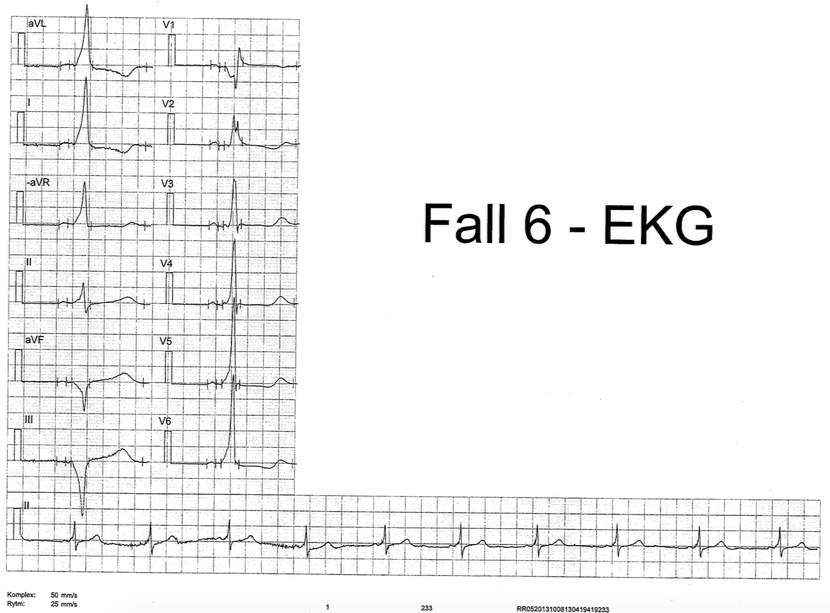 aVL V1
I V2
-aVR V3
II V4
aVF V5
III V6
II
Fall 6 - EKG
Komplex: 50 mm/s
Rytm: 25 mm/s
1 233 RR0520131008130419419233